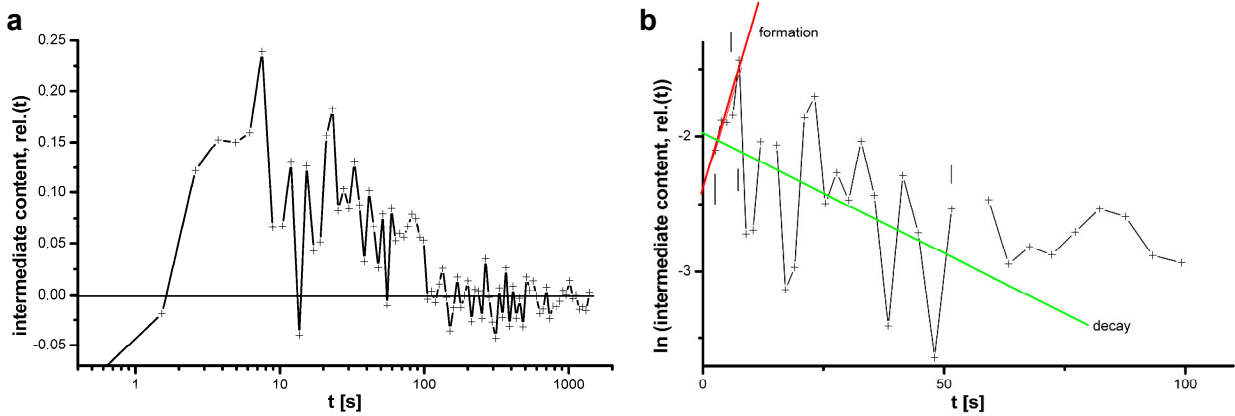 a
intermediate content, rel.(t)
0.25
0.20
0.15
0.10
0.05
0.00
-0.05
1
10
100
1000
t [s]
b
ln (intermediate content, rel.(t))
-2
-3
0
50
100
t [s]
formation
decay